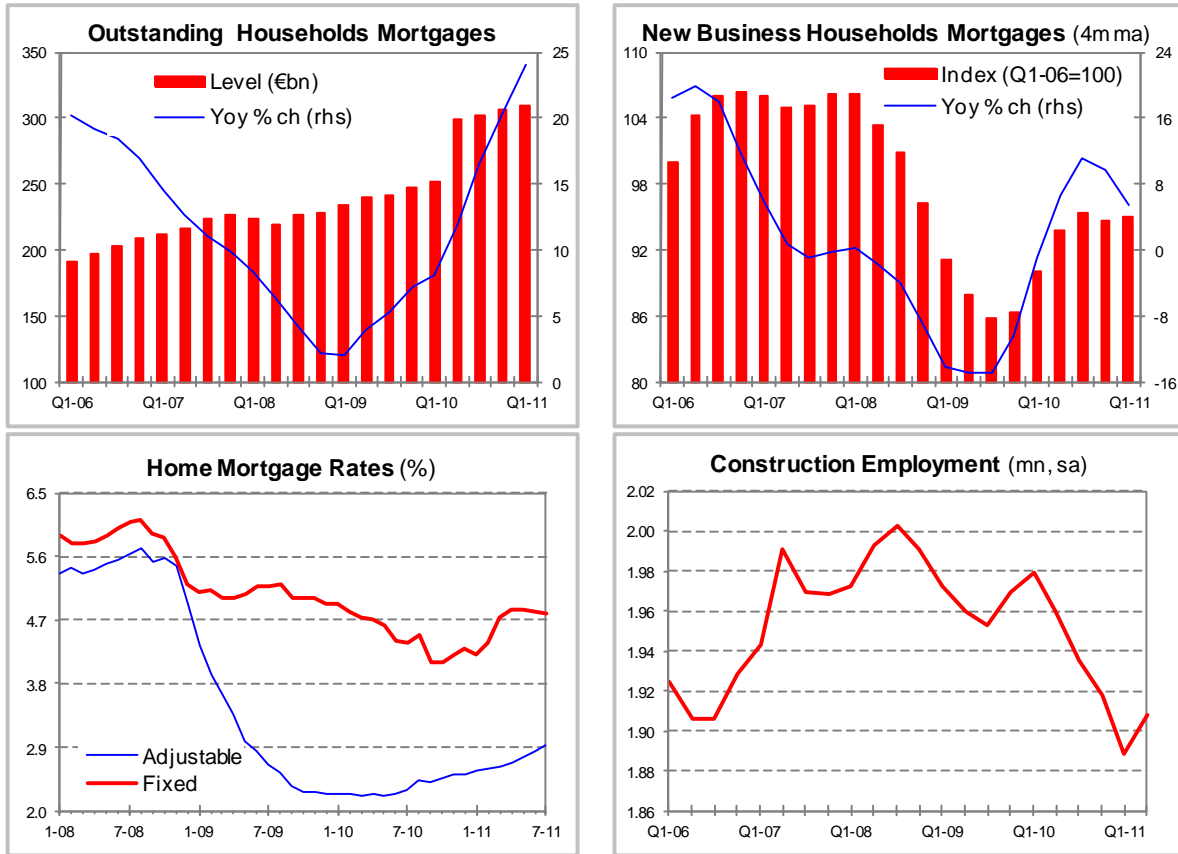 Outstanding Households Mortgages
350
300
250
200
150
100
25
20
15
10
5
0
Level (€bn)
Yoy % ch (rhs)
Q1-06
Q1-07
Q1-08
Q1-09
Q1-10
Q1-11
New Business Households Mortgages (4m ma)
110
104
98
92
86
80
24
16
8
0
-8
-16
Index (Q1-06=100)
Yoy % ch (rhs)
Q1-06
Q1-07
Q1-08
Q1-09
Q1-10
Q1-11
Home Mortgage Rates (%)
6.5
5.6
4.7
3.8
2.9
2.0
Adjustable
Fixed
1-08
7-08
1-09
7-09
1-10
7-10
1-11
7-11
Construction Employment (mn, sa)
2.02
2.00
1.98
1.96
1.94
1.92
1.90
1.88
1.86
Q1-06
Q1-07
Q1-08
Q1-09
Q1-10
Q1-11